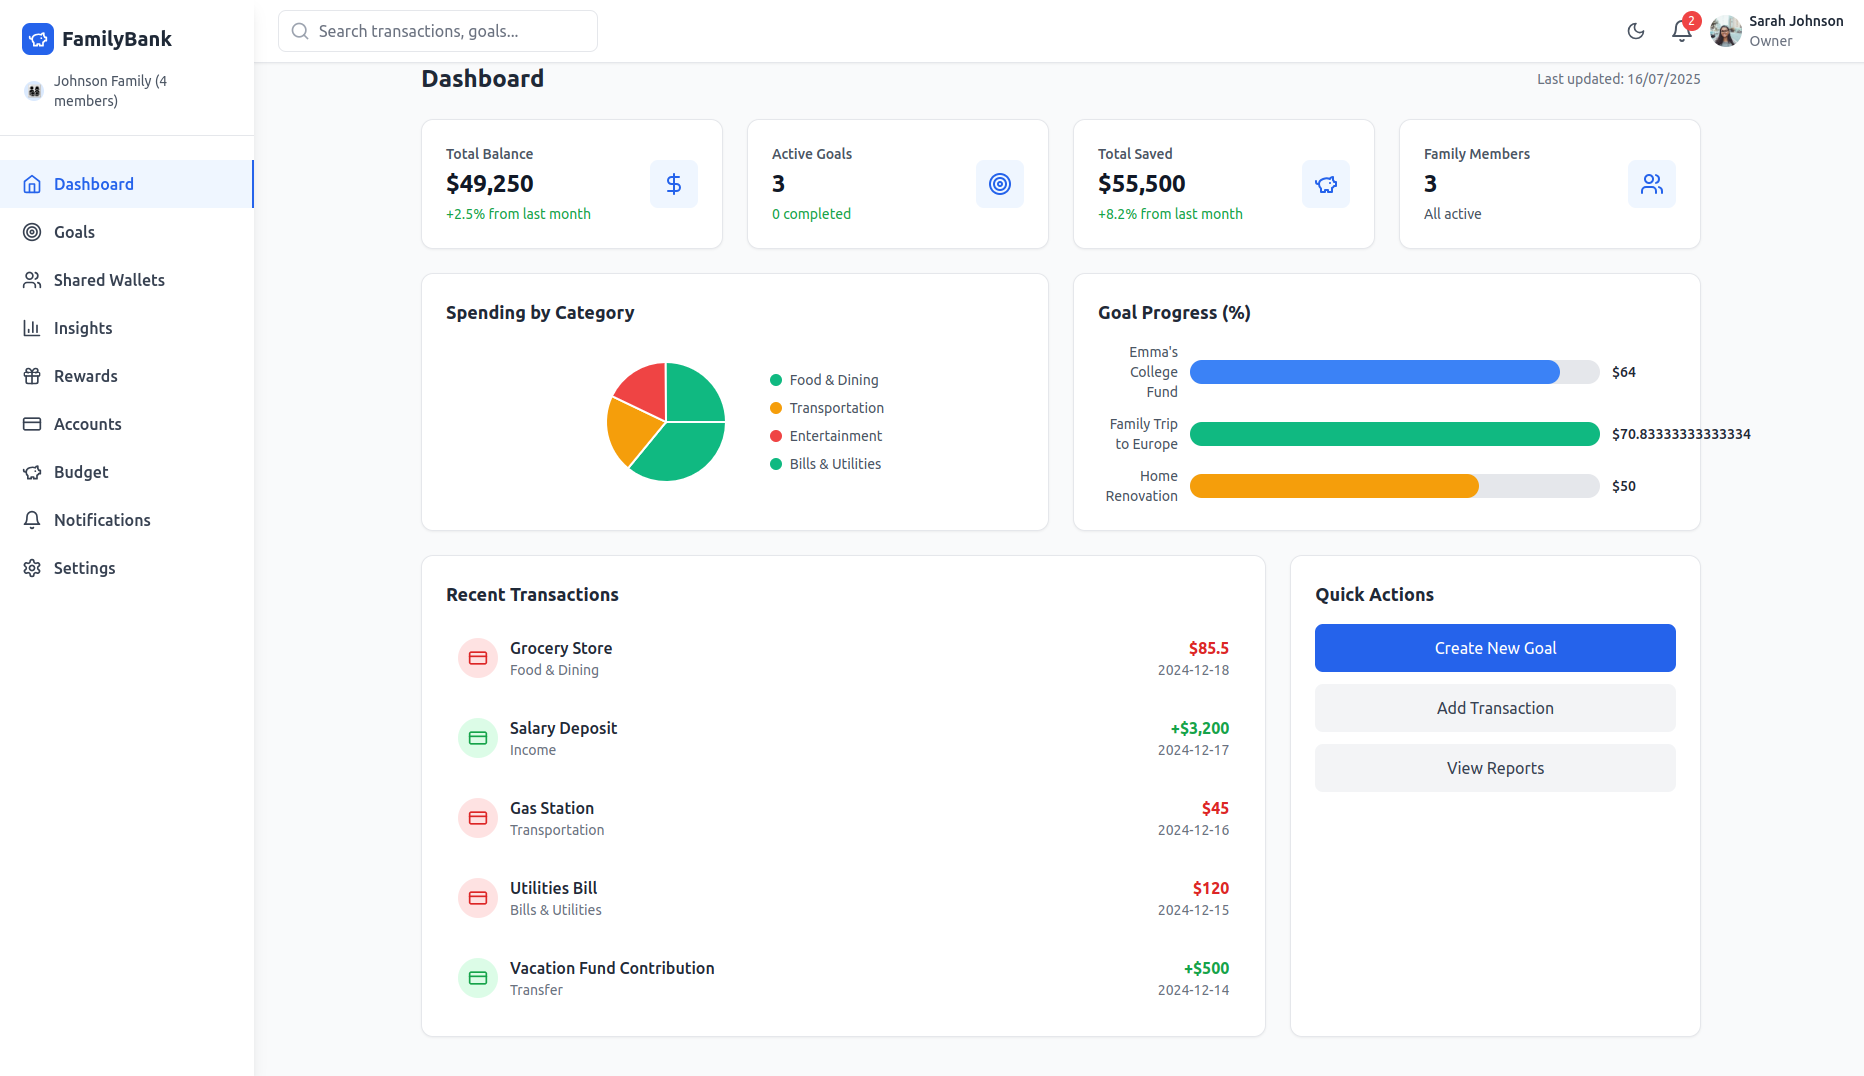 FamilyBank
Johnson Family (4
members)
Dashboard
Goals
Shared Wallets
Insights
Rewards
Accounts
Budget
Notifications
Settings
Search transactions, goals...
2
Sarah Johnson
Owner
Dashboard
Last updated: 16/07/2025
Total Balance
$49,250
+2.5% from last month
Active Goals
3
0 completed
Total Saved
$55,500
+8.2% from last month
Family Members
3
All active
Spending by Category
Food & Dining
Transportation
Entertainment
Bills & Utilities
Goal Progress (%)
Emma's
College
Fund
$64
Family Trip
to Europe
$70.83333333333334
Home
Renovation
$50
Recent Transactions
Grocery Store
$85.5
Food & Dining
2024-12-18
Salary Deposit
+$3,200
Income
2024-12-17
Gas Station
$45
Transportation
2024-12-16
Utilities Bill
$120
Bills & Utilities
2024-12-15
Vacation Fund Contribution
+$500
Transfer
2024-12-14
Quick Actions
Create New Goal
Add Transaction
View Reports